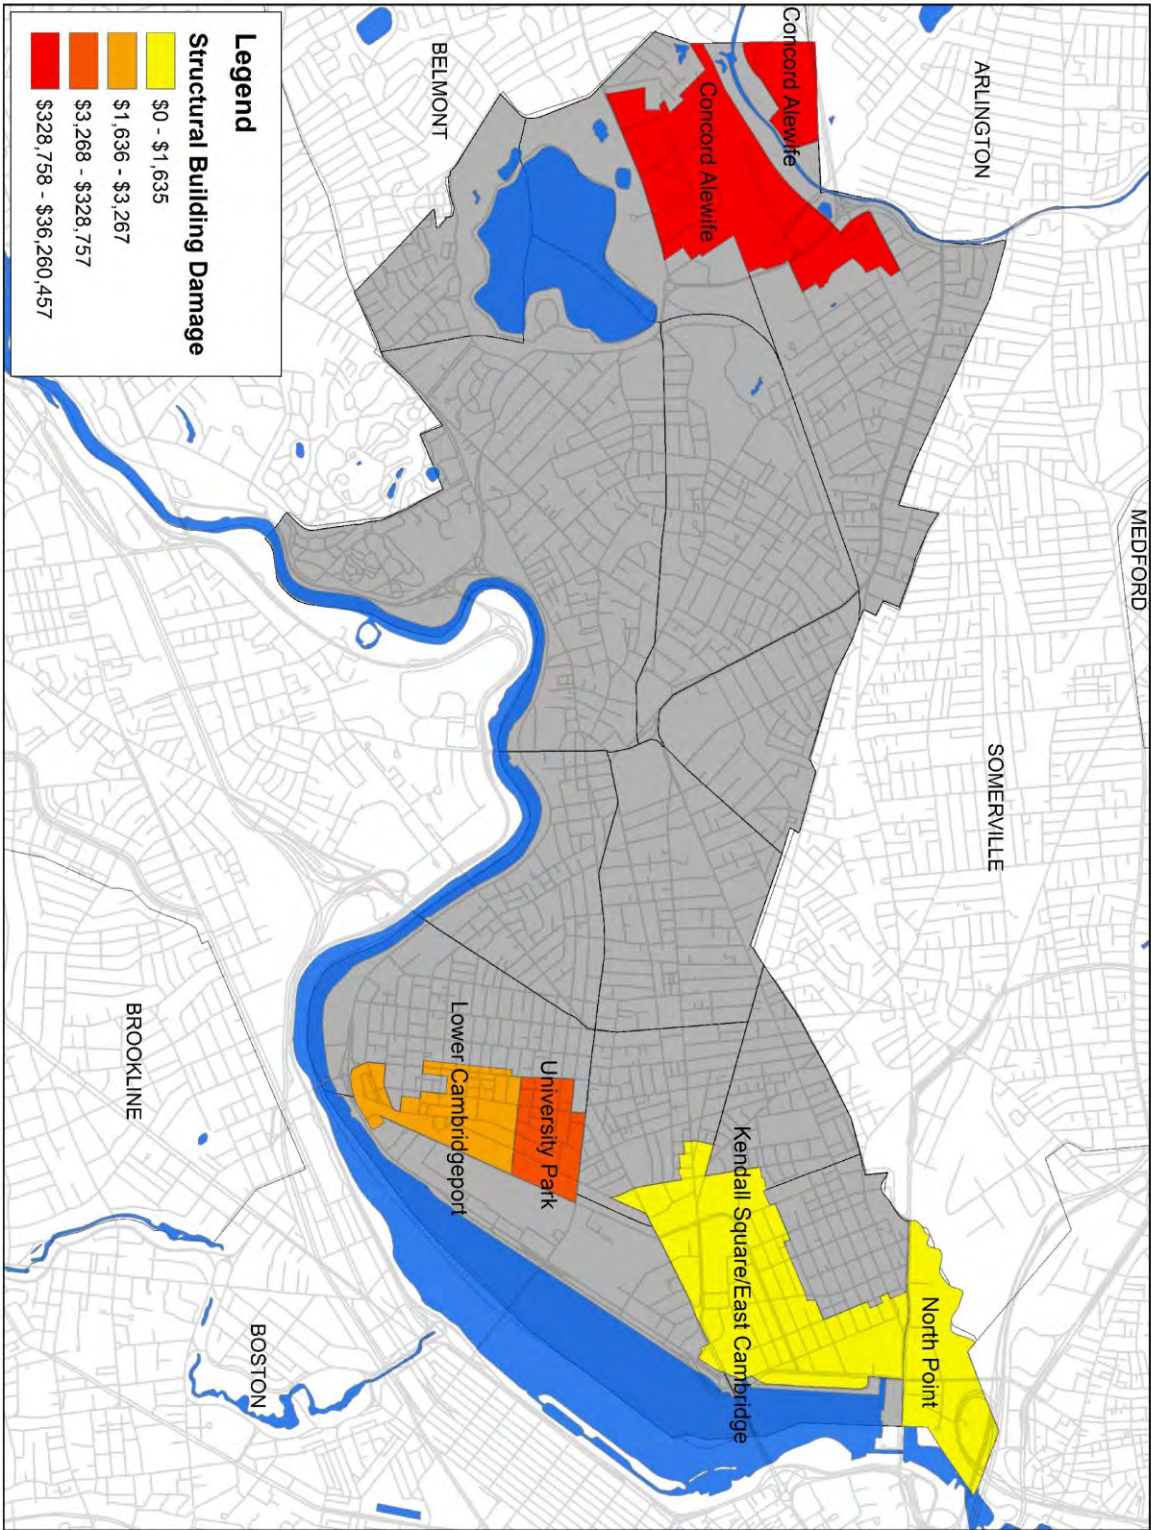 MEDFORD
ARLINGTON
SOMERVILLE
Concord Alewife
Concord Alewife
BELMONT
North Point
Kendall Square/East Cambridge
University Park
Lower Cambridgeport
BROOKLINE
BOSTON
Legend
Structural Building Damage
$0 - $1,635
$1,636 - $3,267
$3,268 - $328,757
$328,758 - $36,260,457